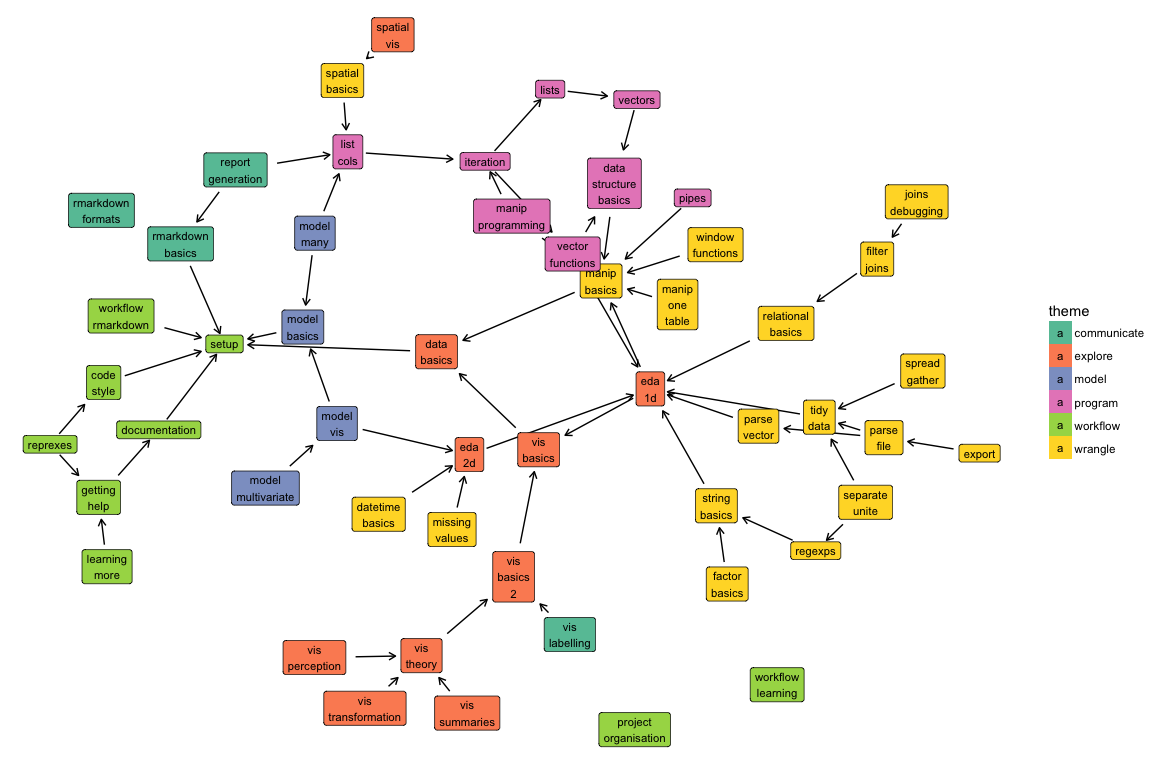 spatial
vis
spatial
basics
lists
vectors
list
cols
iteration
report
generation
data
structure
basics
pipes
joins
debugging
rmarkdown
formats
manip
programming
rmarkdown
basics
model
many
window
functions
vector
functions
filter
joins
manip
basics
manip
one
table
workflow
rmarkdown
model
basics
relational
basics
setup
data
basics
code
style
eda
1d
spread
gather
documentation
model
vis
tidy
data
parse
vector
parse
file
reprexes
eda
2d
vis
basics
export
model
multivariate
getting
help
datetime
basics
missing
values
string
basics
separate
unite
regexps
learning
more
vis
basics
2
factor
basics
vis
labelling
vis
perception
vis
theory
workflow
learning
vis
transformation
vis
summaries
project
organisation
theme
a communicate
a explore
a model
a program
a workflow
a wrangle